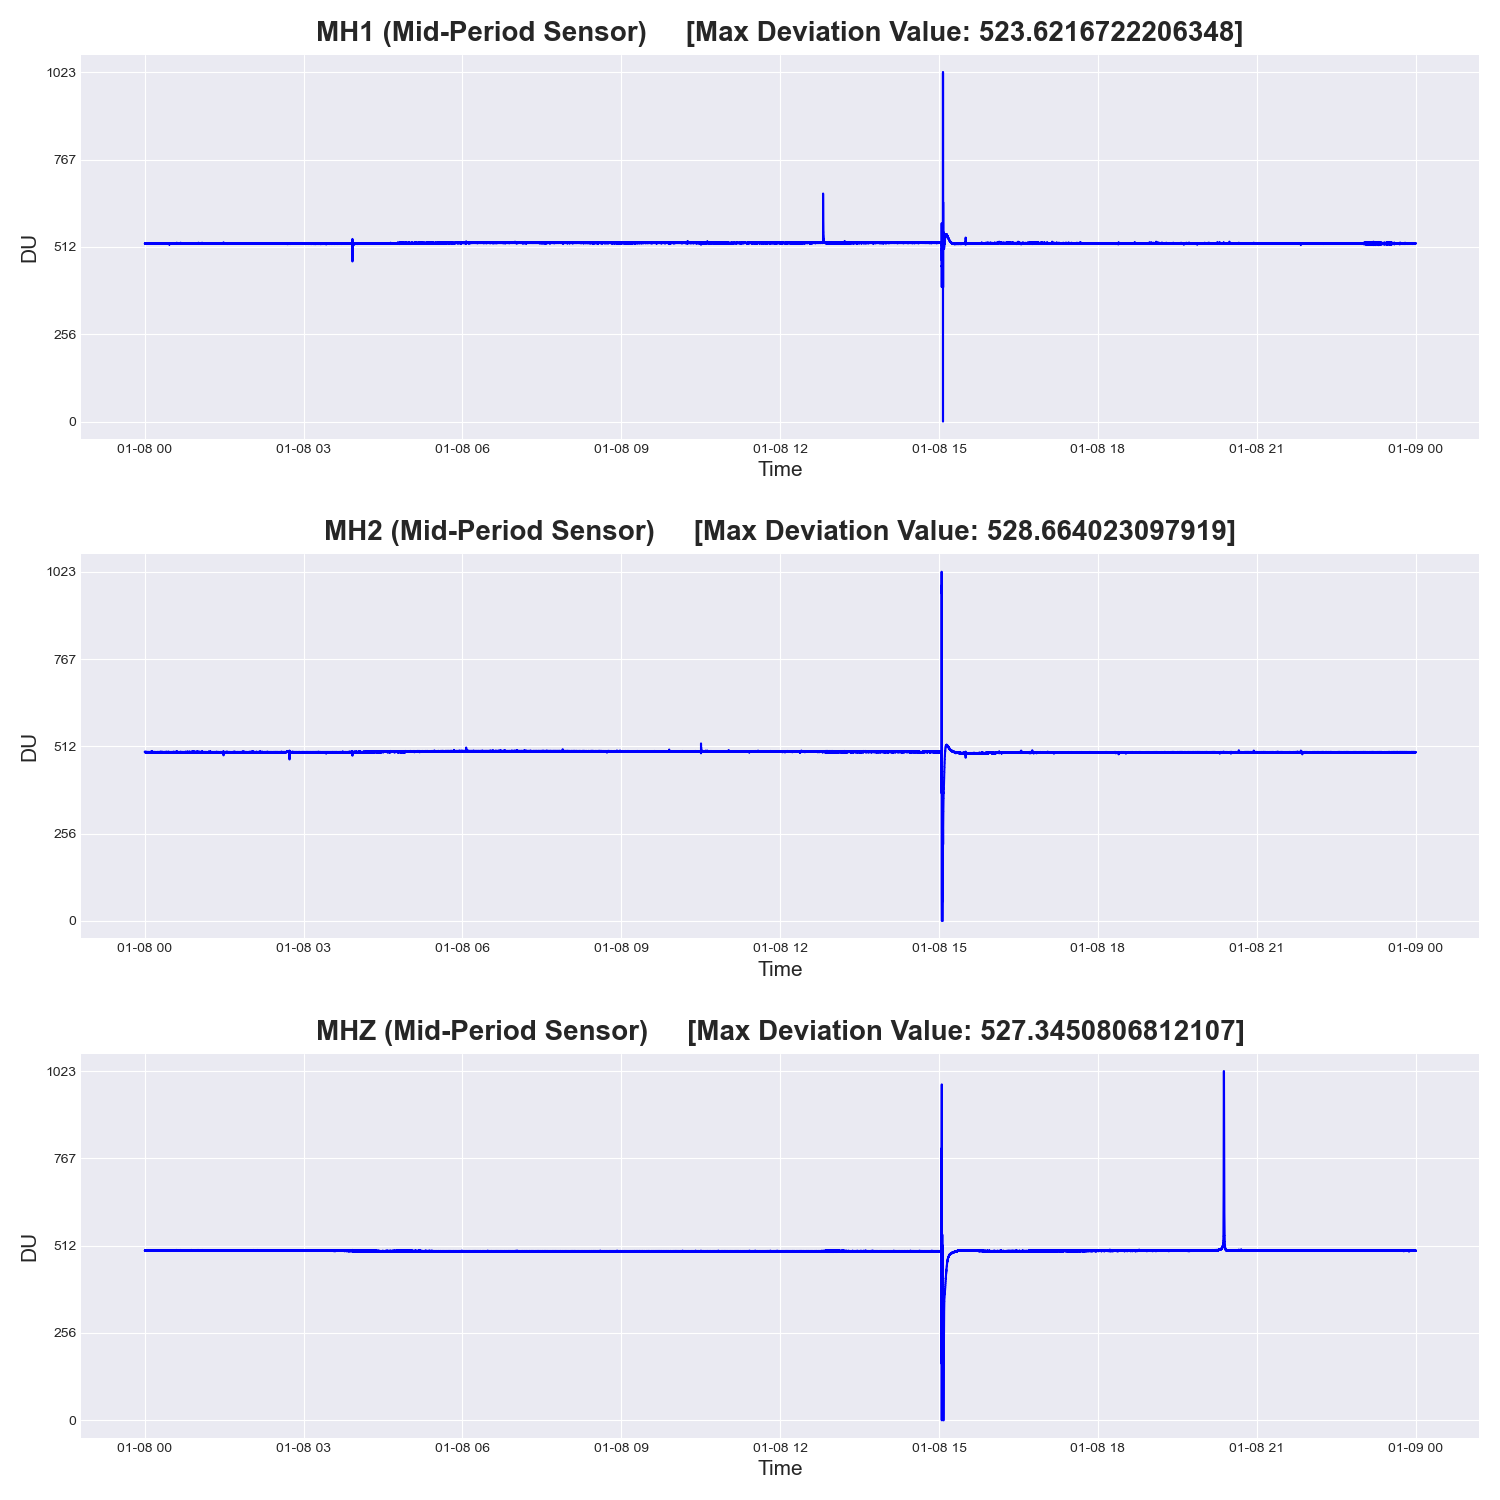 MH1 (Mid-Period Sensor) [Max Deviation Value: 523.6216722206348]
1023
767
512
256
0
DU
01-08 00 01-08 03 01-08 06 01-08 09 01-08 12 01-08 15 01-08 18 01-08 21 01-09 00
Time
MH2 (Mid-Period Sensor) [Max Deviation Value: 528.664023097919]
1023
767
512
256
0
DU
01-08 00 01-08 03 01-08 06 01-08 09 01-08 12 01-08 15 01-08 18 01-08 21 01-09 00
Time
MHZ (Mid-Period Sensor) [Max Deviation Value: 527.3450806812107]
1023
767
512
256
0
DU
01-08 00 01-08 03 01-08 06 01-08 09 01-08 12 01-08 15 01-08 18 01-08 21 01-09 00
Time